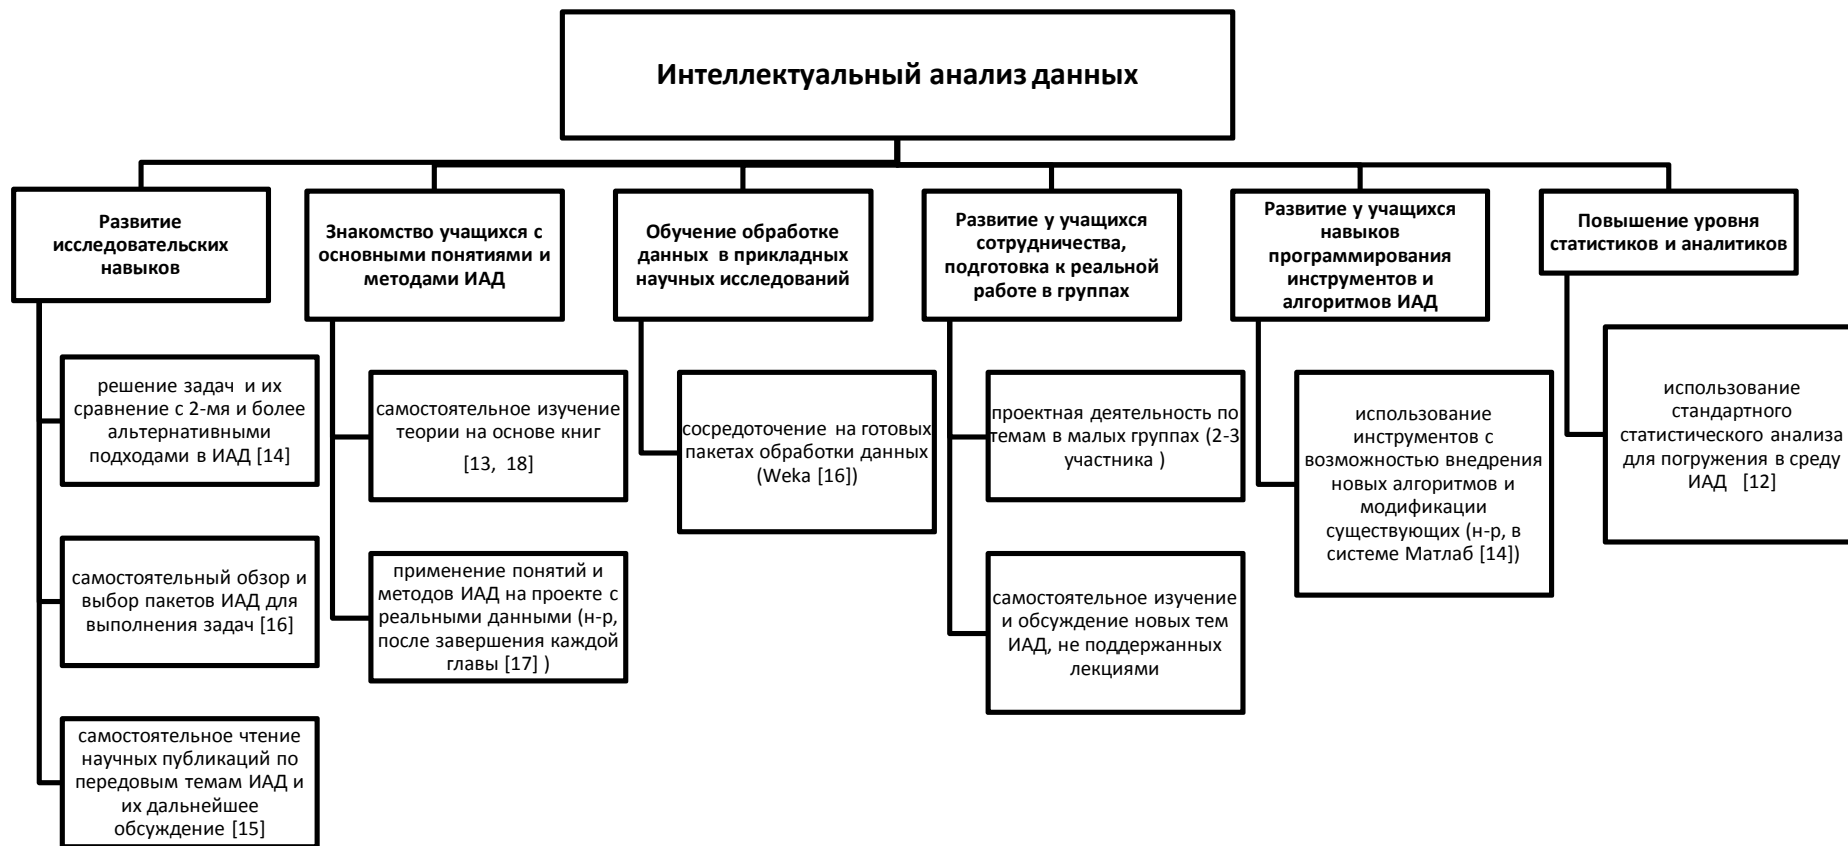 Интеллектуальный анализ данных
Развитие
исследовательских
навыков
решение задач и их
сравнение с 2-мя и более
альтернативными
подходами в ИАД [14]
самостоятельный обзор и
выбор пакетов ИАД для
выполнения задач [16]
самостоятельное чтение
научных публикаций по
передовым темам ИАД и
их дальнейшее
обсуждение [15]
Знакомство учащихся с
основными понятиями и
методами ИАД
самостоятельное изучение
теории на основе книг
[13, 18]
применение понятий и
методов ИАД на проекте с
реальными данными (н-р,
после завершения каждой
главы [17] )
Обучение обработке
данных в прикладных
научных исследований
сосредоточение на готовых
пакетах обработки данных
(Weka [16])
Развитие у учащихся
сотрудничества,
подготовка к реальной
работе в группах
проектная деятельность по
темам в малых группах (2-3
участника )
самостоятельное изучение
и обсуждение новых тем
ИАД, не поддержанных
лекциями
Развитие у учащихся
навыков
программирования
инструментов и
алгоритмов ИАД
использование
инструментов с
возможностью внедрения
новых алгоритмов и
модификации
существующих (н-р, в
системе Матлаб [14])
Повышение уровня
статистиков и аналитиков
использование
стандартного
статистического анализа
для погружения в среду
ИАД [12]